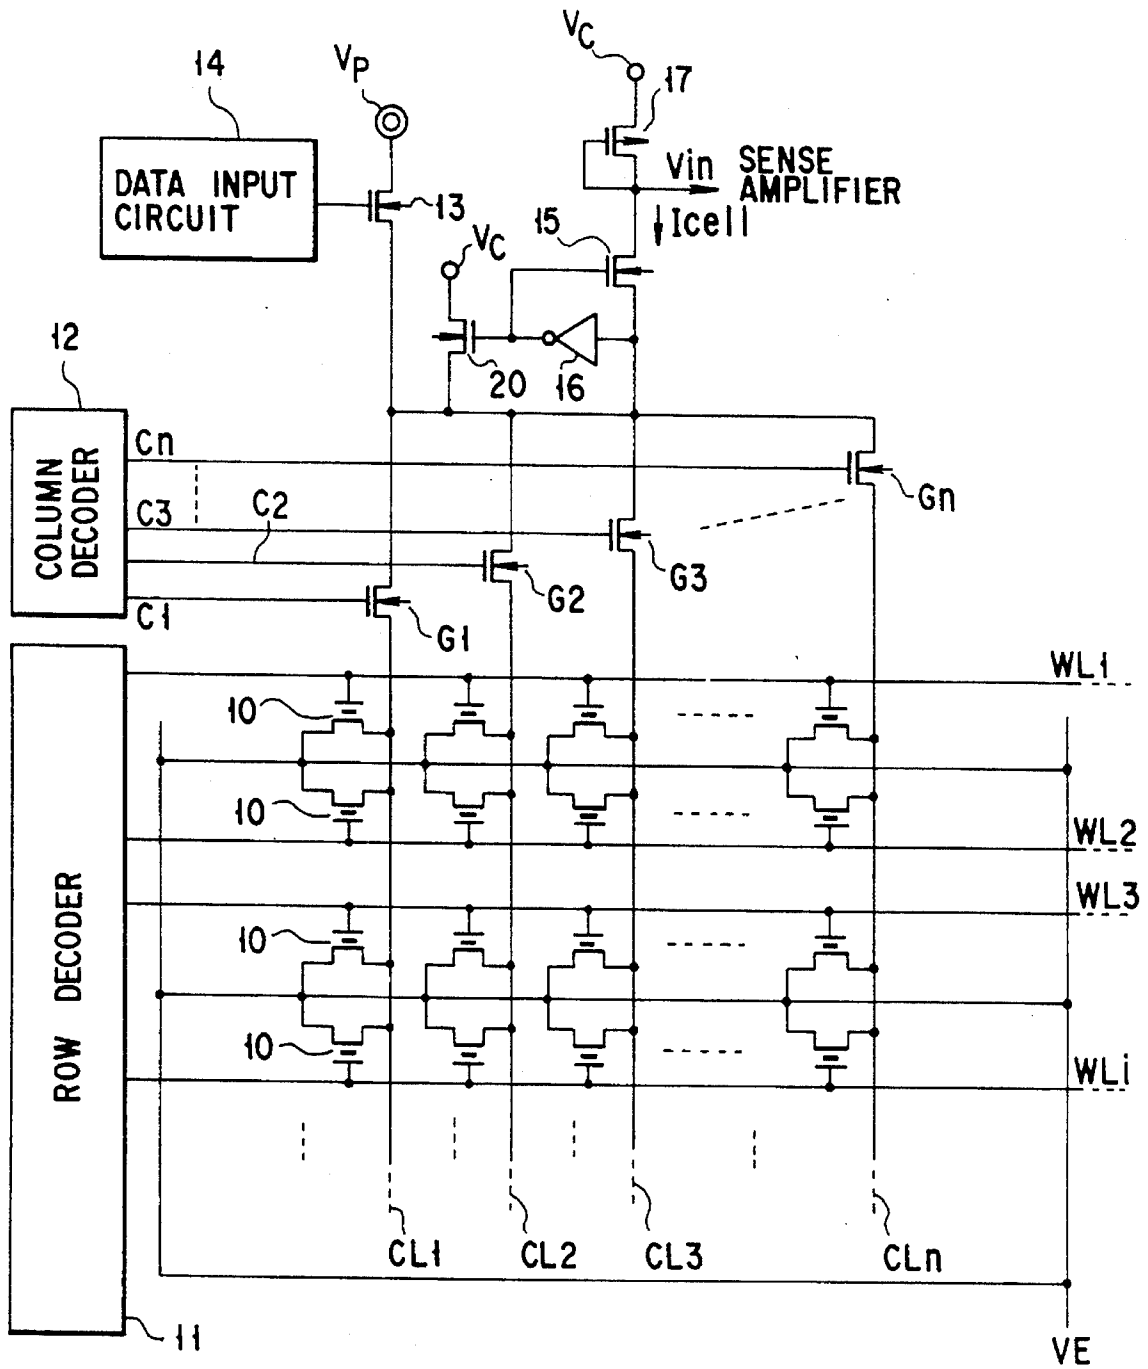 14
VP
VC
17
DATA INPUT
CIRCUIT
13
Vin
SENSE
AMPLIFIER
15
Icell
VC
12
20
16
COLUMN
DECODER
Cn
C3
C2
C1
Gn
G3
G2
G1
WL1
10
10
WL2
WL3
10
10
WLi
ROW DECODER
CL1
CL2
CL3
CLn
11
VE